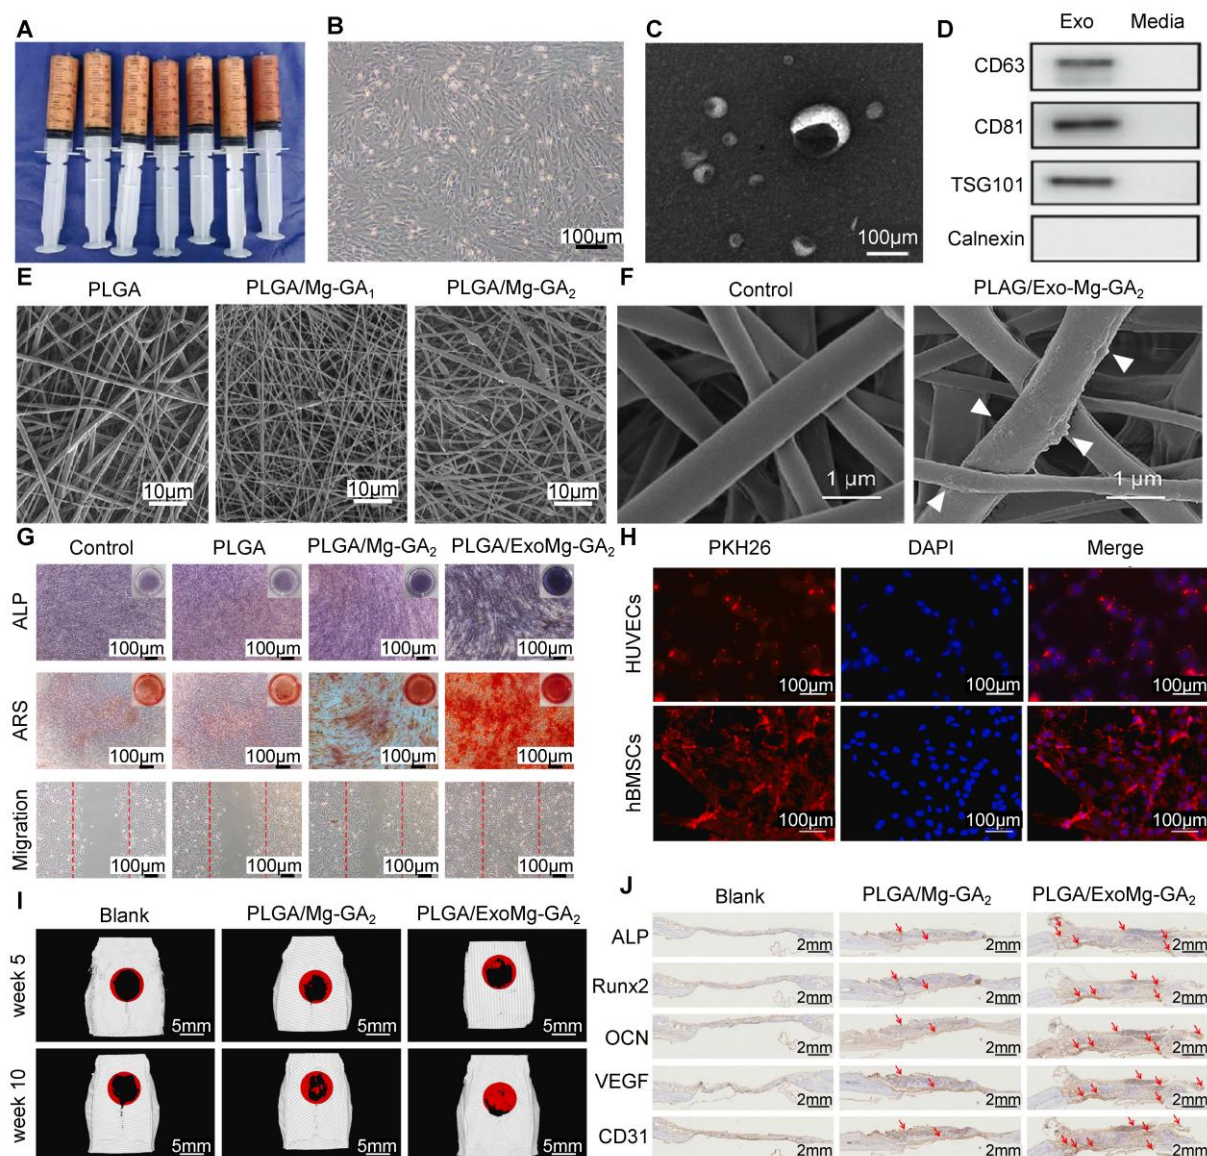 A
B
100µm
C
100µm
D
Exo Media
CD63
CD81
TSG101
Calnexin
E
PLGA PLGA/Mg-GA₁ PLGA/Mg-GA₂
10µm 10µm 10µm
F
Control PLAG/Exo-Mg-GA₂
1 µm 1 µm
G
Control PLGA PLGA/Mg-GA₂ PLGA/ExoMg-GA₂
ALP
100µm 100µm 100µm 100µm
ARS
100µm 100µm 100µm 100µm
Migration
100µm 100µm 100µm 100µm
H
PKH26 DAPI Merge
HUVECs
100µm 100µm 100µm
hBMSCs
100µm 100µm 100µm
I
Blank PLGA/Mg-GA₂ PLGA/ExoMg-GA₂
week 5
5mm 5mm 5mm
week 10
5mm 5mm 5mm
J
Blank PLGA/Mg-GA₂ PLGA/ExoMg-GA₂
ALP
2mm 2mm 2mm
Runx2
2mm 2mm 2mm
OCN
2mm 2mm 2mm
VEGF
2mm 2mm 2mm
CD31
2mm 2mm 2mm